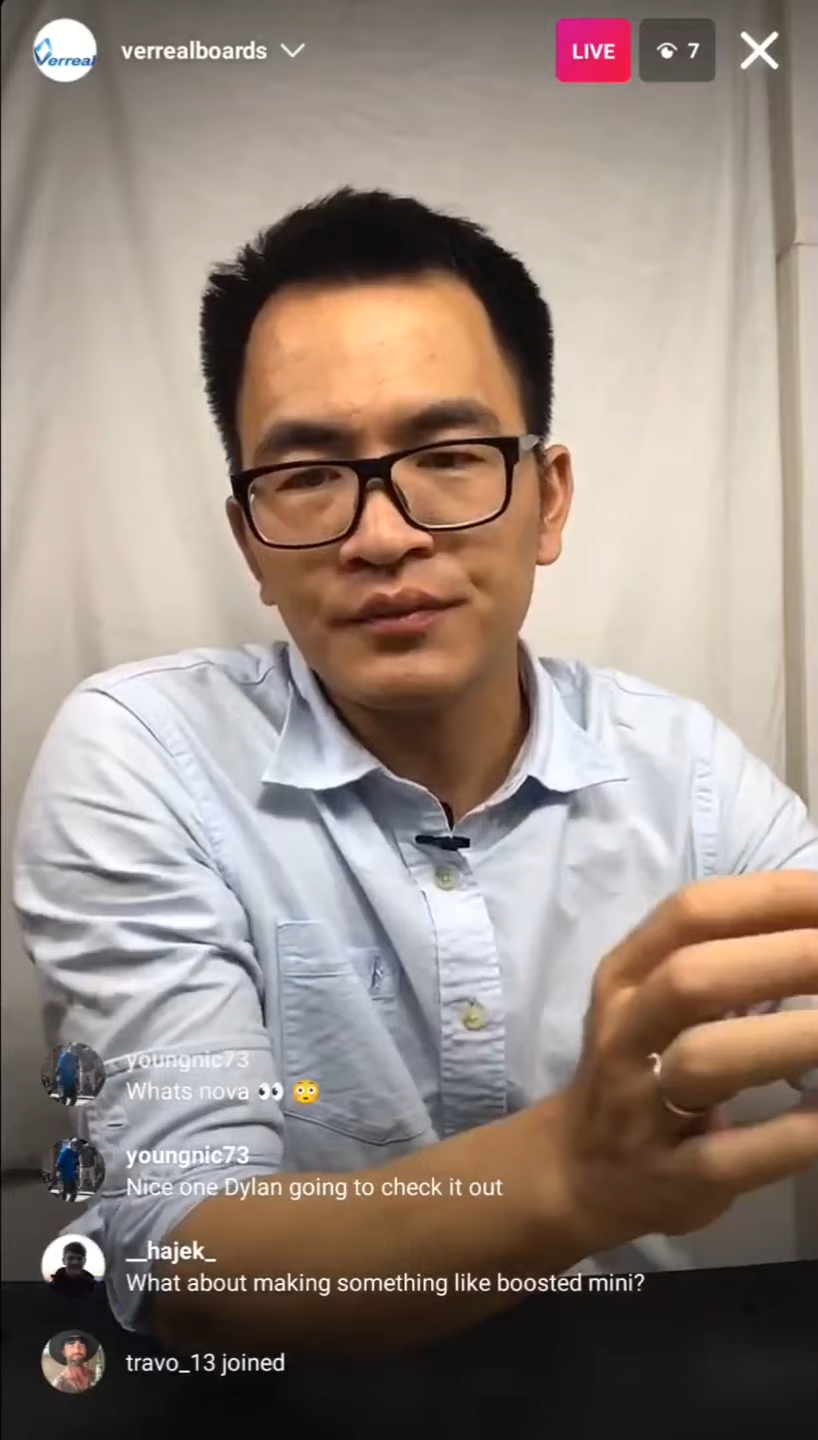 Verreal
verrealboards
LIVE
7
youngnic73
Whats nova 👀 😳
youngnic73
Nice one Dylan going to check it out
__hajek_
What about making something like boosted mini?
travo_13 joined